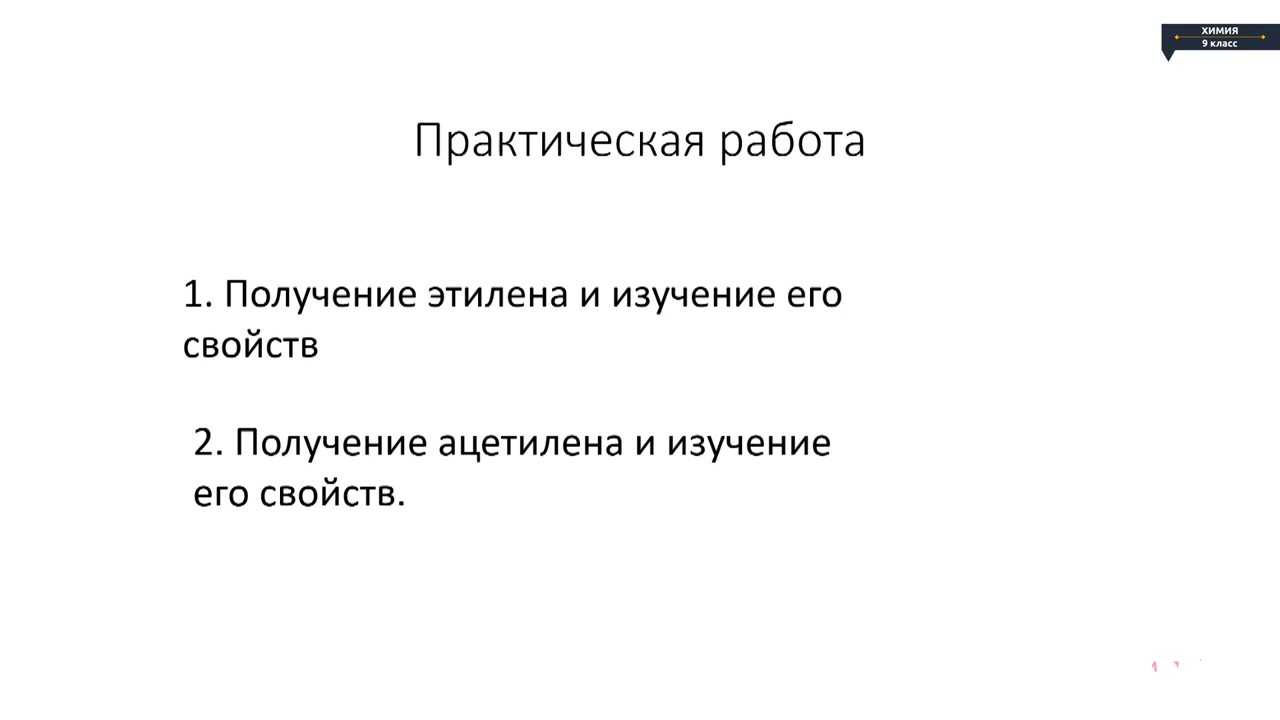 ХИМИЯ
9 класс
Практическая работа
1. Получение этилена и изучение его
свойств
2. Получение ацетилена и изучение
его свойств.